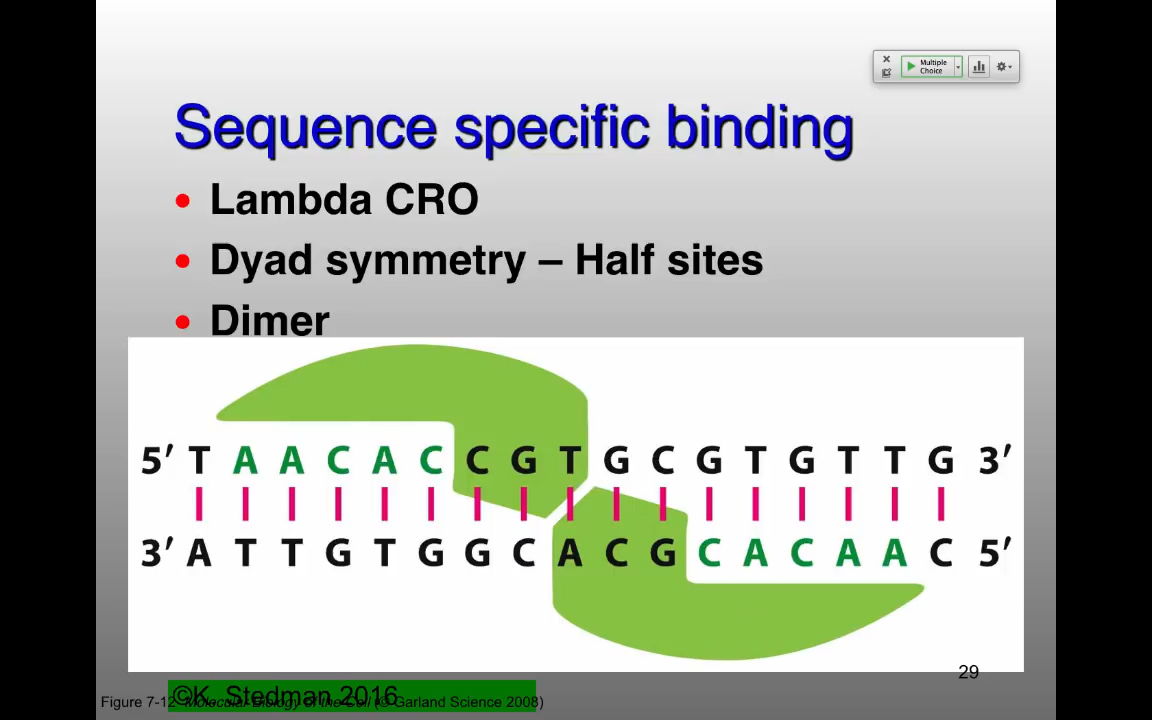 Multiple
Choice
Sequence specific binding
• Lambda CRO
• Dyad symmetry – Half sites
• Dimer
5′ T A A C A C C G T G C G T G T T G 3′
3′ A T T G T G G C A C G C A C A A C 5′
29
©K. Stedman 2016
Figure 7-12 Molecular Biology of the Cell (© Garland Science 2008)